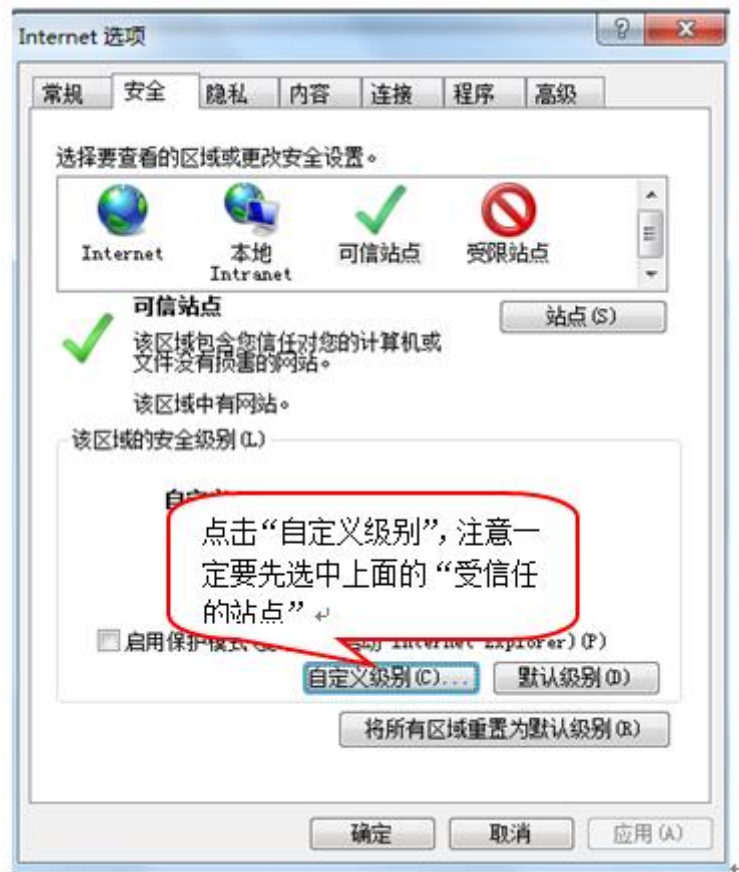 Internet 选项
常规 安全 隐私 内容 连接 程序 高级
选择要查看的区域或更改安全设置。
Internet 本地 Intranet 可信站点 受限站点
可信站点
站点(S)
该区域包含您信任对您的计算机或
文件没有损害的网站。
该区域中有网站。
该区域的安全级别(L)
点击“自定义级别”，注意一
定要先选中上面的“受信任
的站点”
启用保护模式 Internet Explorer)(P)
自定义级别(C)... 默认级别(D)
将所有区域重置为默认级别(R)
确定 取消 应用(A)